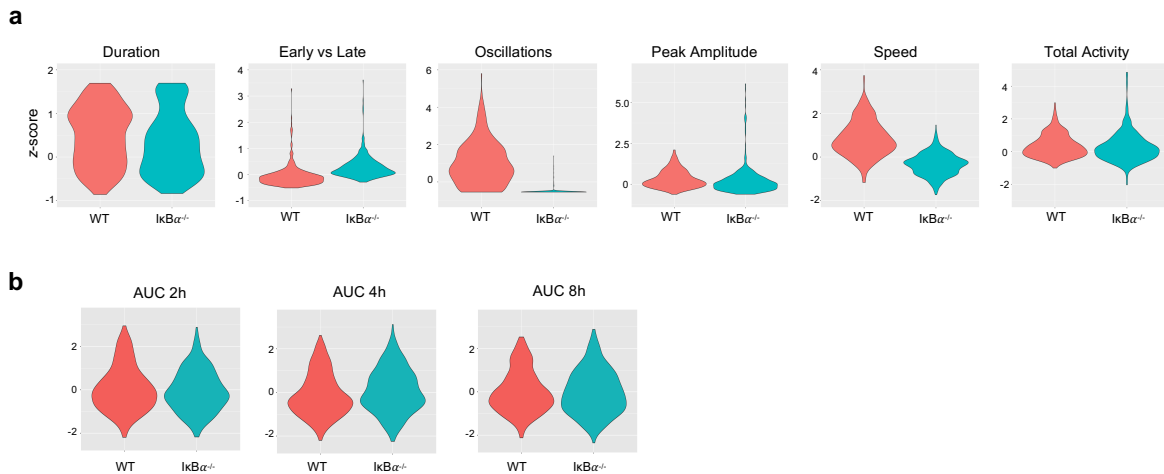 a
Duration
Early vs Late
Oscillations
Peak Amplitude
Speed
Total Activity
z-score
2
1
0
-1
WT
IκBα-/-
4
3
2
1
0
-1
WT
IκBα-/-
6
4
2
0
WT
IκBα-/-
5.0
2.5
0
WT
IκBα-/-
4
2
0
-2
WT
IκBα-/-
4
2
0
-2
WT
IκBα-/-
b
AUC 2h
AUC 4h
AUC 8h
2
0
-2
WT
IκBα-/-
2
0
-2
WT
IκBα-/-
2
0
-2
WT
IκBα-/-